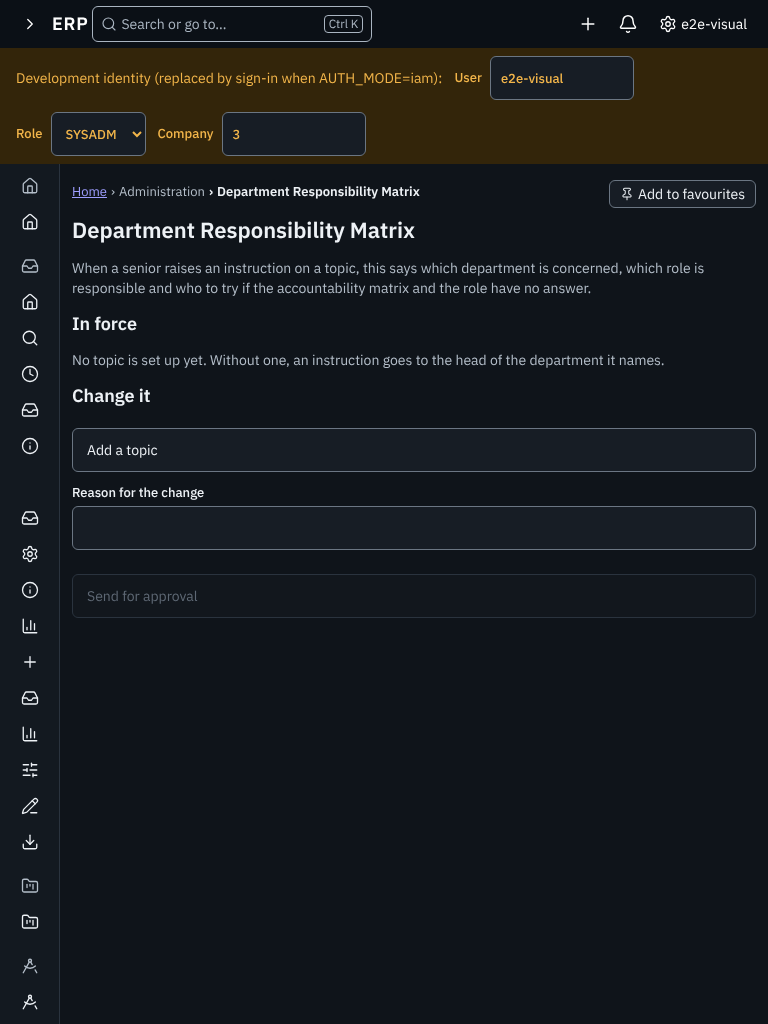 ERP
Search or go to...
Ctrl K
e2e-visual
Development identity (replaced by sign-in when AUTH_MODE=iam):
User
e2e-visual
Role
SYSADM
Company
3
Home › Administration › Department Responsibility Matrix
Add to favourites
Department Responsibility Matrix
When a senior raises an instruction on a topic, this says which department is concerned, which role is
responsible and who to try if the accountability matrix and the role have no answer.
In force
No topic is set up yet. Without one, an instruction goes to the head of the department it names.
Change it
Add a topic
Reason for the change
Send for approval